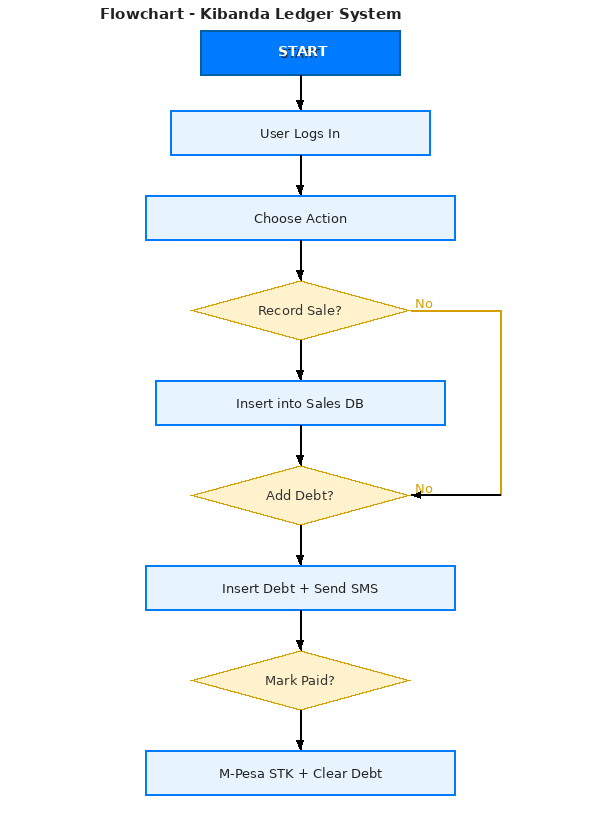 Flowchart - Kibanda Ledger System
START
User Logs In
Choose Action
Record Sale?
No
Insert into Sales DB
Add Debt?
No
Insert Debt + Send SMS
Mark Paid?
M-Pesa STK + Clear Debt